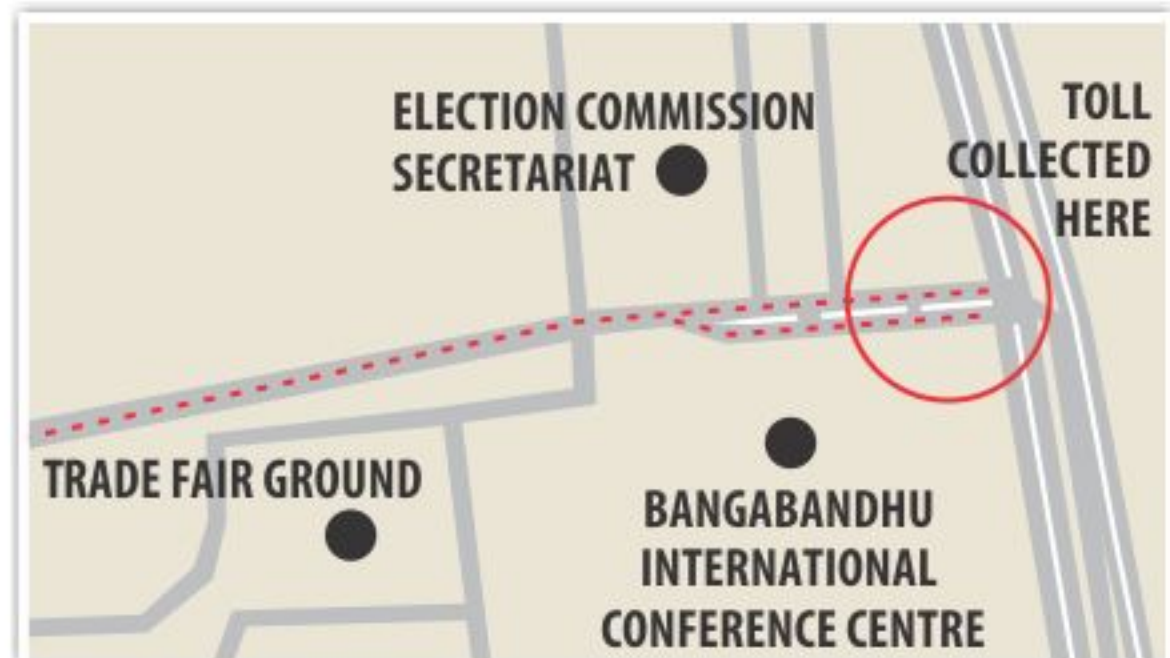 ELECTION COMMISSION
SECRETARIAT
TOLL
COLLECTED
HERE
TRADE FAIR GROUND
BANGABANDHU
INTERNATIONAL
CONFERENCE CENTRE